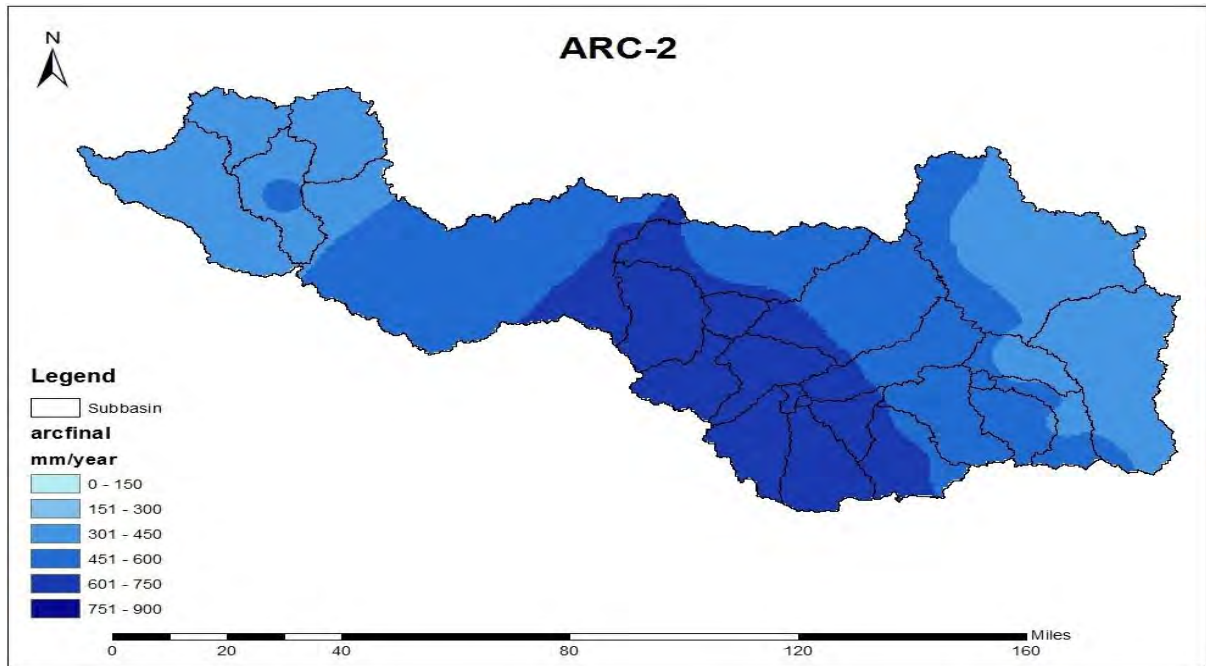 N
ARC-2
Legend
Subbasin
arcfinal
mm/year
0 - 150
151 - 300
301 - 450
451 - 600
601 - 750
751 - 900
Miles
0 20 40 80 120 160